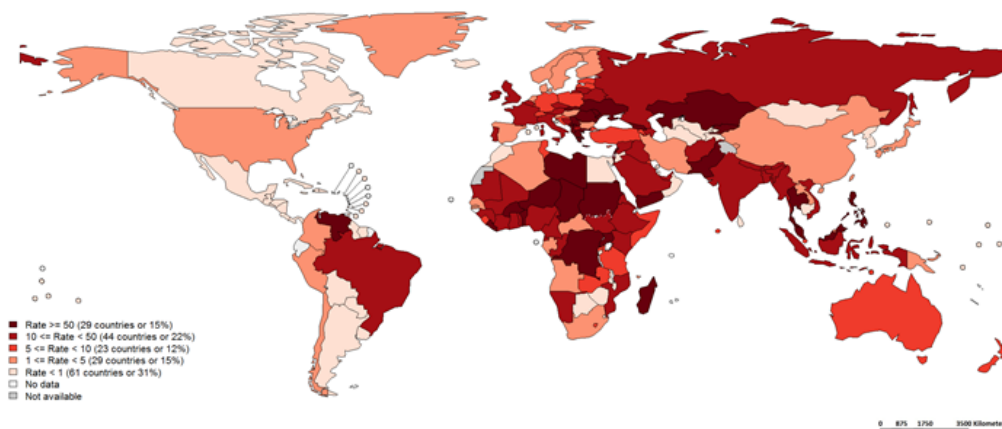 Rate >= 50 (29 countries or 15%)
10 <= Rate < 50 (44 countries or 22%)
5 <= Rate < 10 (23 countries or 12%)
1 <= Rate < 5 (29 countries or 15%)
Rate < 1 (61 countries or 31%)
No data
Not available
0 875 1750 3500 Kilomete